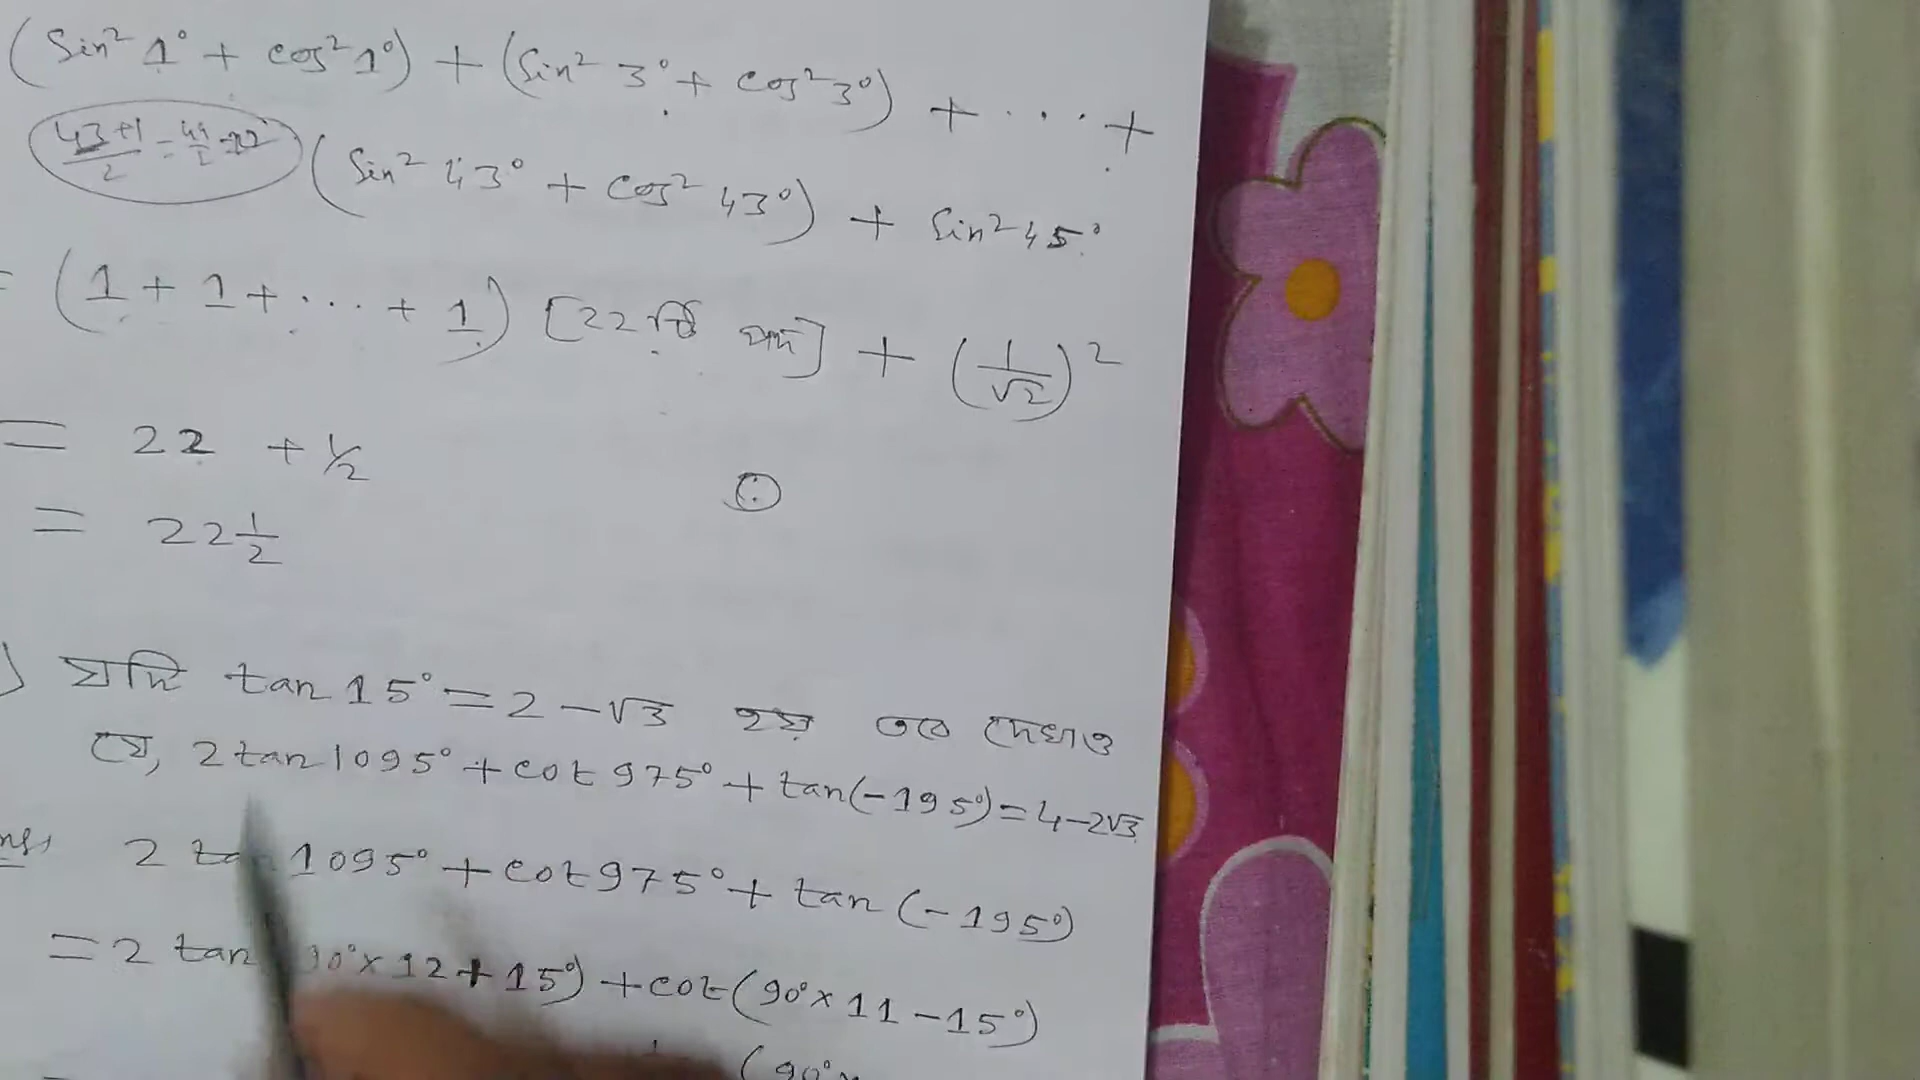 (Sin² 1° + cos² 1°) + (Sin² 3° + cos² 3°) + ... +
(43+1)/2 = 44/2 = 22 (Sin² 43° + cos² 43°) + Sin² 45°
= (1 + 1 + ... + 1) [22 টি পদ] + (1/√2)²
= 22 + 1/2
= 22 1/2
) যদি tan 15° = 2 - √3 হয় তবে দেখাও
যে, 2 tan 1095° + cot 975° + tan(-195°) = 4 - 2√3
2 tan 1095° + cot 975° + tan (-195°)
= 2 tan 90° × 12 + 15°) + cot (90° × 11 - 15°)
(90° ×